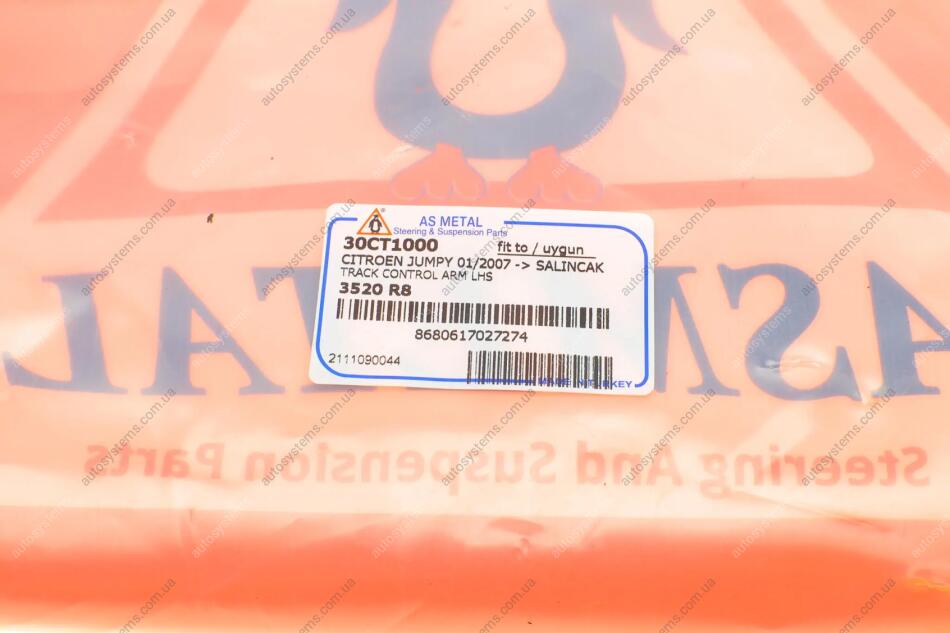 AS METAL
Steering & Suspension Parts
30CT1000 fit to / uygun
CITROEN JUMPY 01/2007 -> SALINCAK
TRACK CONTROL ARM LHS
3520 R8
8680617027274
2111090044
MADE IN TURKEY
ASMETAL
Steering And Suspension Parts
autosystems.com.ua